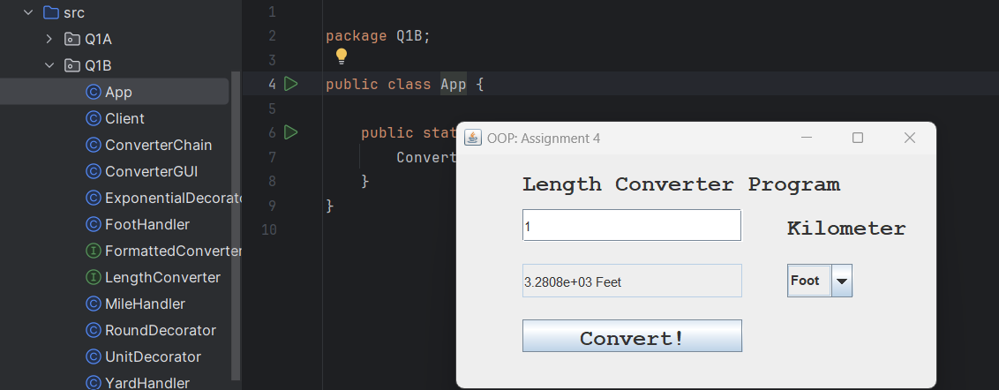 src
Q1A
Q1B
App
Client
ConverterChain
ConverterGUI
ExponentialDecorato
FootHandler
FormattedConverter
LengthConverter
MileHandler
RoundDecorator
UnitDecorator
YardHandler
1
2 package Q1B;
3
4 public class App {
5
6 public stat
7 Convert
8 }
9 }
10
OOP: Assignment 4
Length Converter Program
1
Kilometer
3.2808e+03 Feet
Foot
Convert!